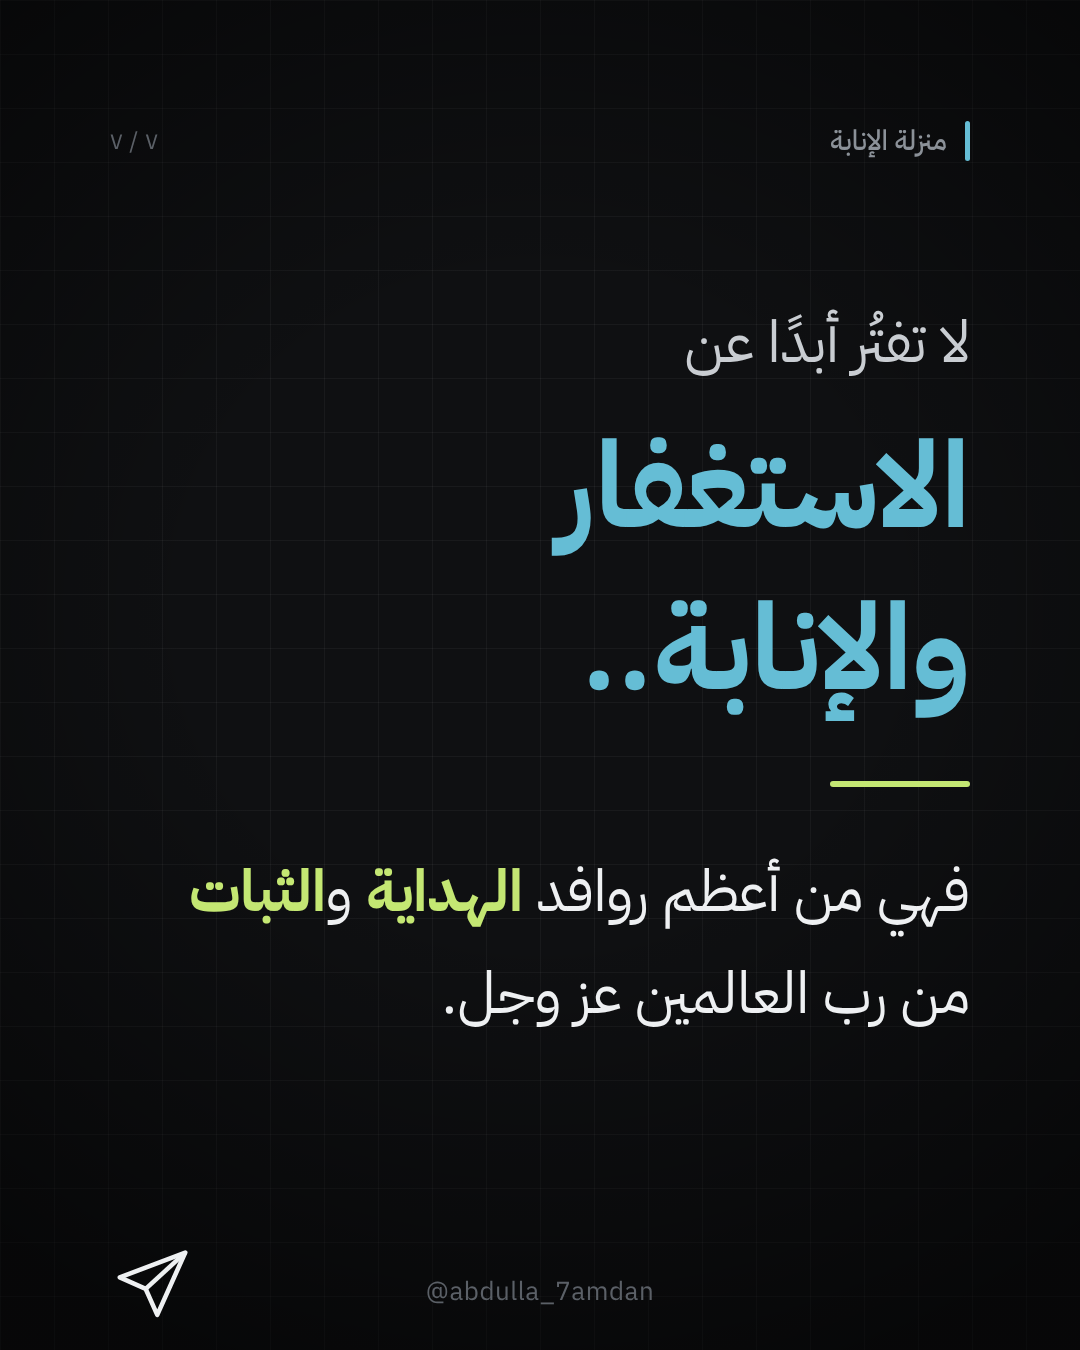 منزلة الإنابة
٧ / ٧
لا تفتُر أبدًا عن
الاستغفار
والإنابة..
فهي من أعظم روافد الهداية والثبات
من رب العالمين عز وجل.
@abdulla_7amdan